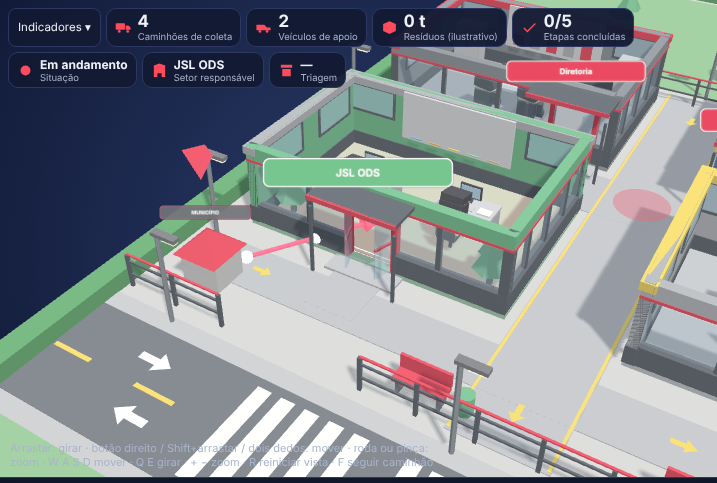 Indicadores ▾
4
Caminhões de coleta
2
Veículos de apoio
0 t
Resíduos (ilustrativo)
0/5
Etapas concluídas
Em andamento
Situação
JSL ODS
Setor responsável
—
Triagem
Diretoria
JSL ODS
MUNICÍPIO
Arrastar: girar · botão direito / Shift+arrastar / dois dedos: mover · roda ou pinça:
zoom · W A S D mover · Q E girar · + − zoom · R reiniciar vista · F seguir caminhão